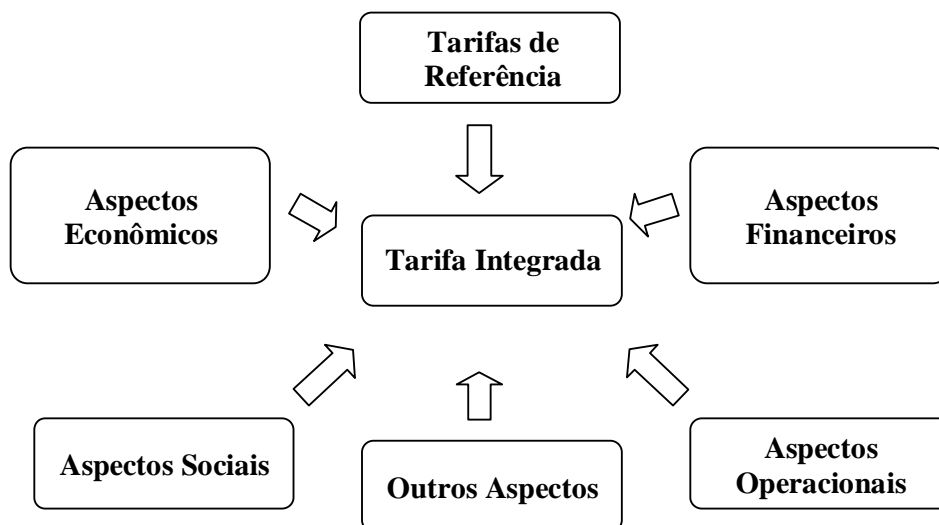 Tarifas de
Referência
Aspectos
Econômicos
Aspectos
Financeiros
Tarifa Integrada
Aspectos Sociais
Outros Aspectos
Aspectos
Operacionais